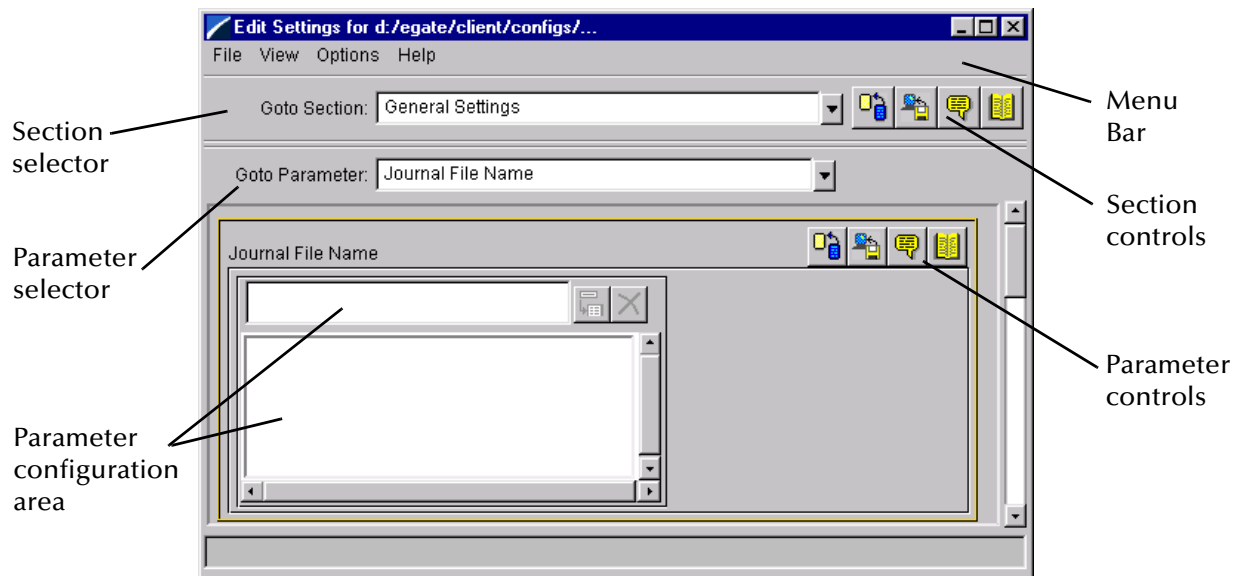 Edit Settings for d:/egate/client/configs/...
File View Options Help
Goto Section: General Settings
Menu
Bar
Section
selector
Goto Parameter: Journal File Name
Section
controls
Parameter
selector
Journal File Name
Parameter
controls
Parameter
configuration
area